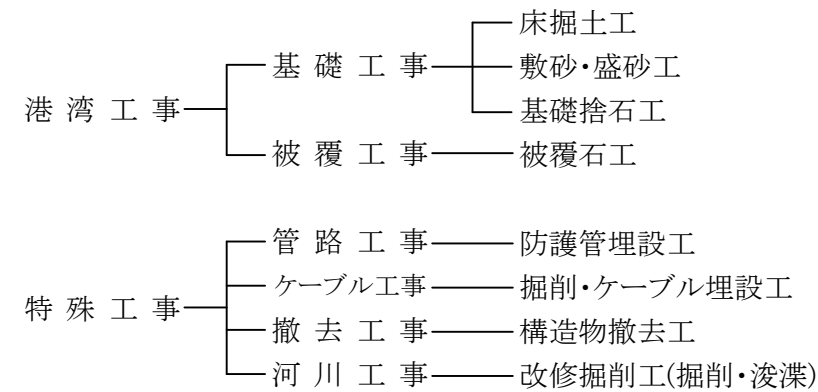 床掘土工
基礎工事 敷砂・盛砂工
港湾工事 基礎捨石工
被覆工事 被覆石工
管路工事 防護管埋設工
ケーブル工事 掘削・ケーブル埋設工
特殊工事
撤去工事 構造物撤去工
河川工事 改修掘削工(掘削・浚渫)